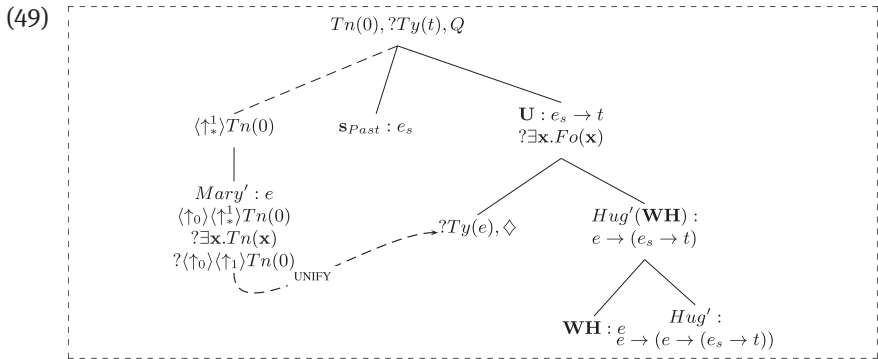 (49)
Tn(0), ?Ty(t), Q
⟨↑¹∗⟩Tn(0)
s_Past : e_s
U : e_s → t
?∃x.Fo(x)
Mary′ : e
⟨↑₀⟩⟨↑¹∗⟩Tn(0)
?∃x.Tn(x)
?⟨↑₀⟩⟨↑₁⟩Tn(0)
UNIFY
?Ty(e), ♢
Hug′(WH) :
e → (e_s → t)
WH : e
Hug′ :
e → (e → (e_s → t))